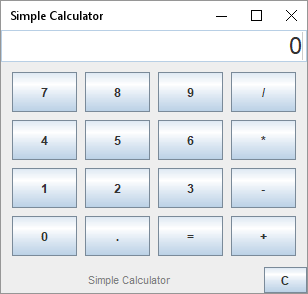 Simple Calculator
0
7 8 9 /
4 5 6 *
1 2 3 -
0 . = +
Simple Calculator C